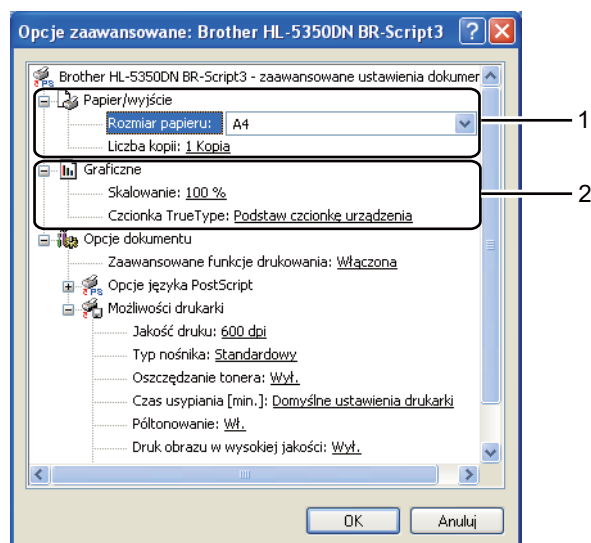 Opcje zaawansowane: Brother HL-5350DN BR-Script3
Brother HL-5350DN BR-Script3 - zaawansowane ustawienia dokumer
Papier/wyjście
Rozmiar papieru: A4
1
Liczba kopii: 1 Kopia
Graficzne
Skalowanie: 100 %
2
Czcionka TrueType: Podstaw czcionkę urządzenia
Opcje dokumentu
Zaawansowane funkcje drukowania: Włączona
PS Opcje języka PostScript
Możliwości drukarki
Jakość druku: 600 dpi
Typ nośnika: Standardowy
Oszczędzanie tonera: Wył.
Czas usypiania [min.]: Domyślne ustawienia drukarki
Półtonowanie: Wł.
Druk obrazu w wysokiej jakości: Wył.
OK Anuluj